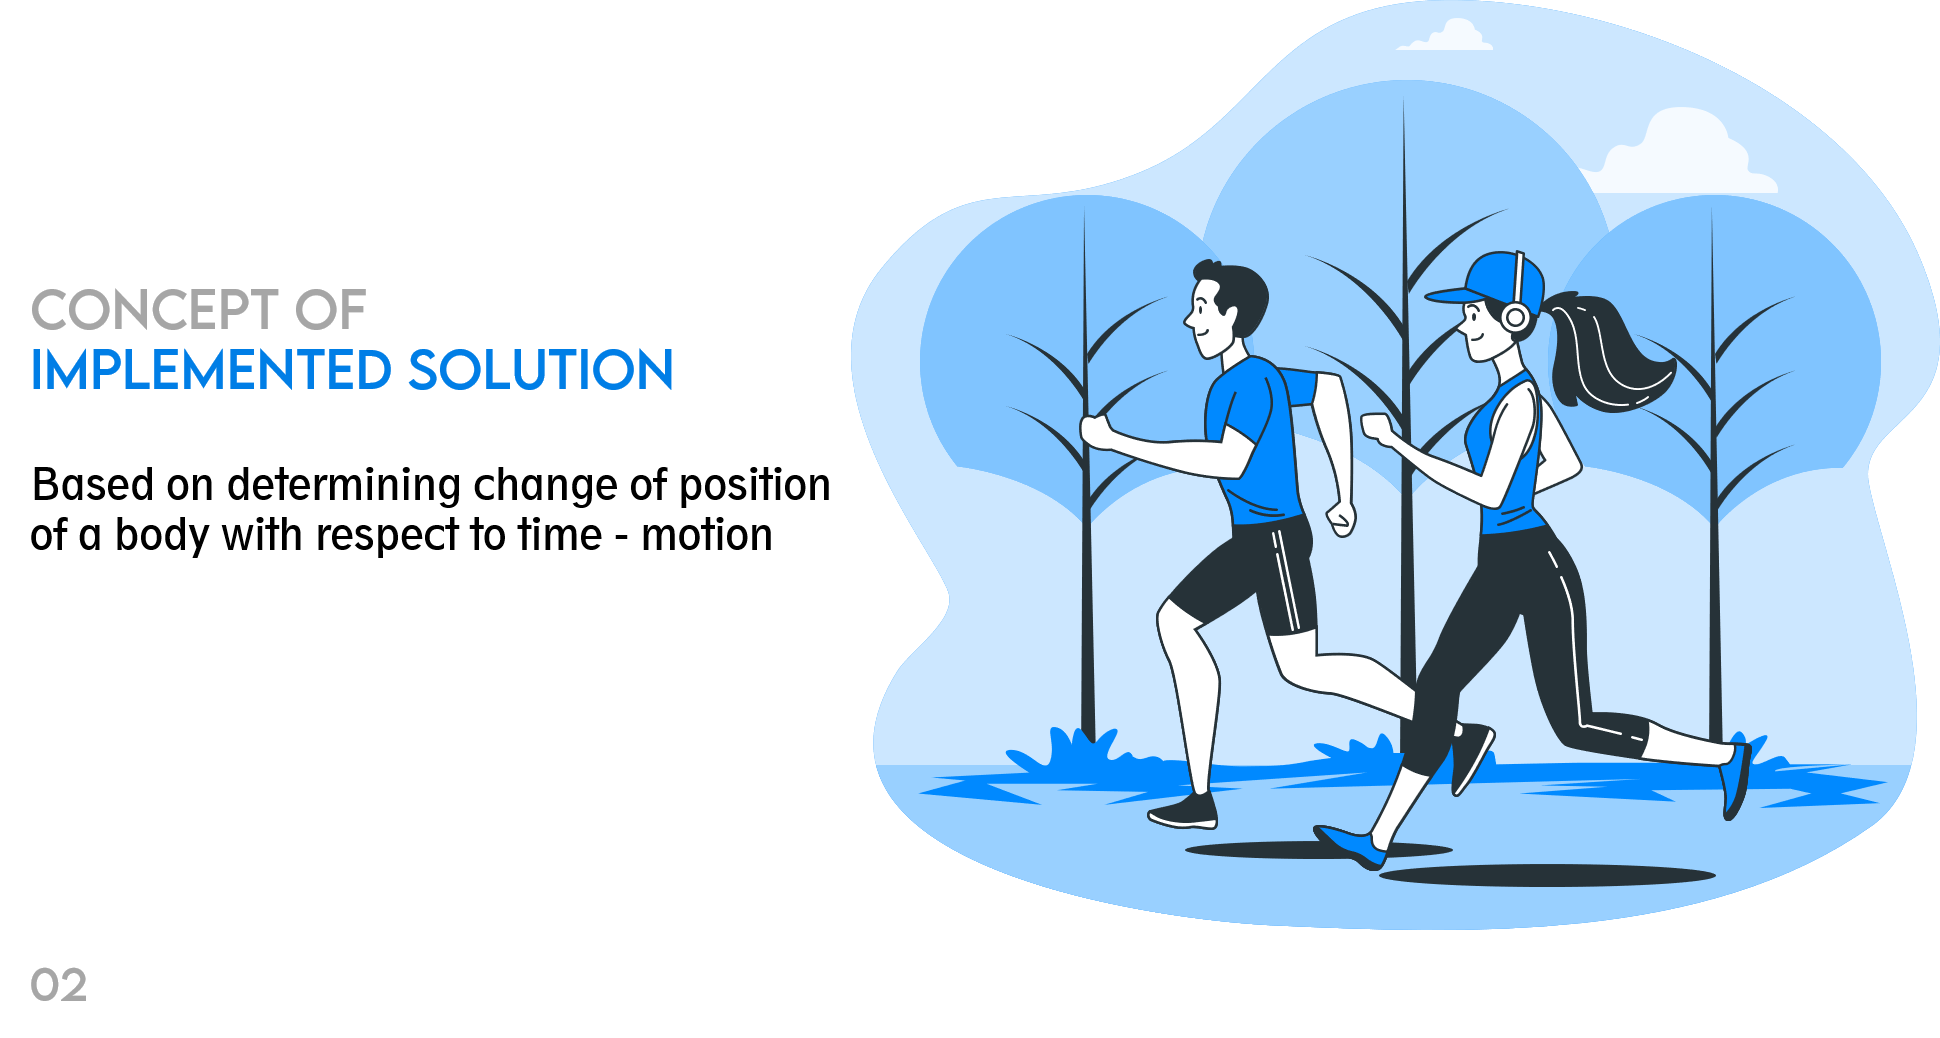 CONCEPT OF
IMPLEMENTED SOLUTION
Based on determining change of position
of a body with respect to time - motion
02